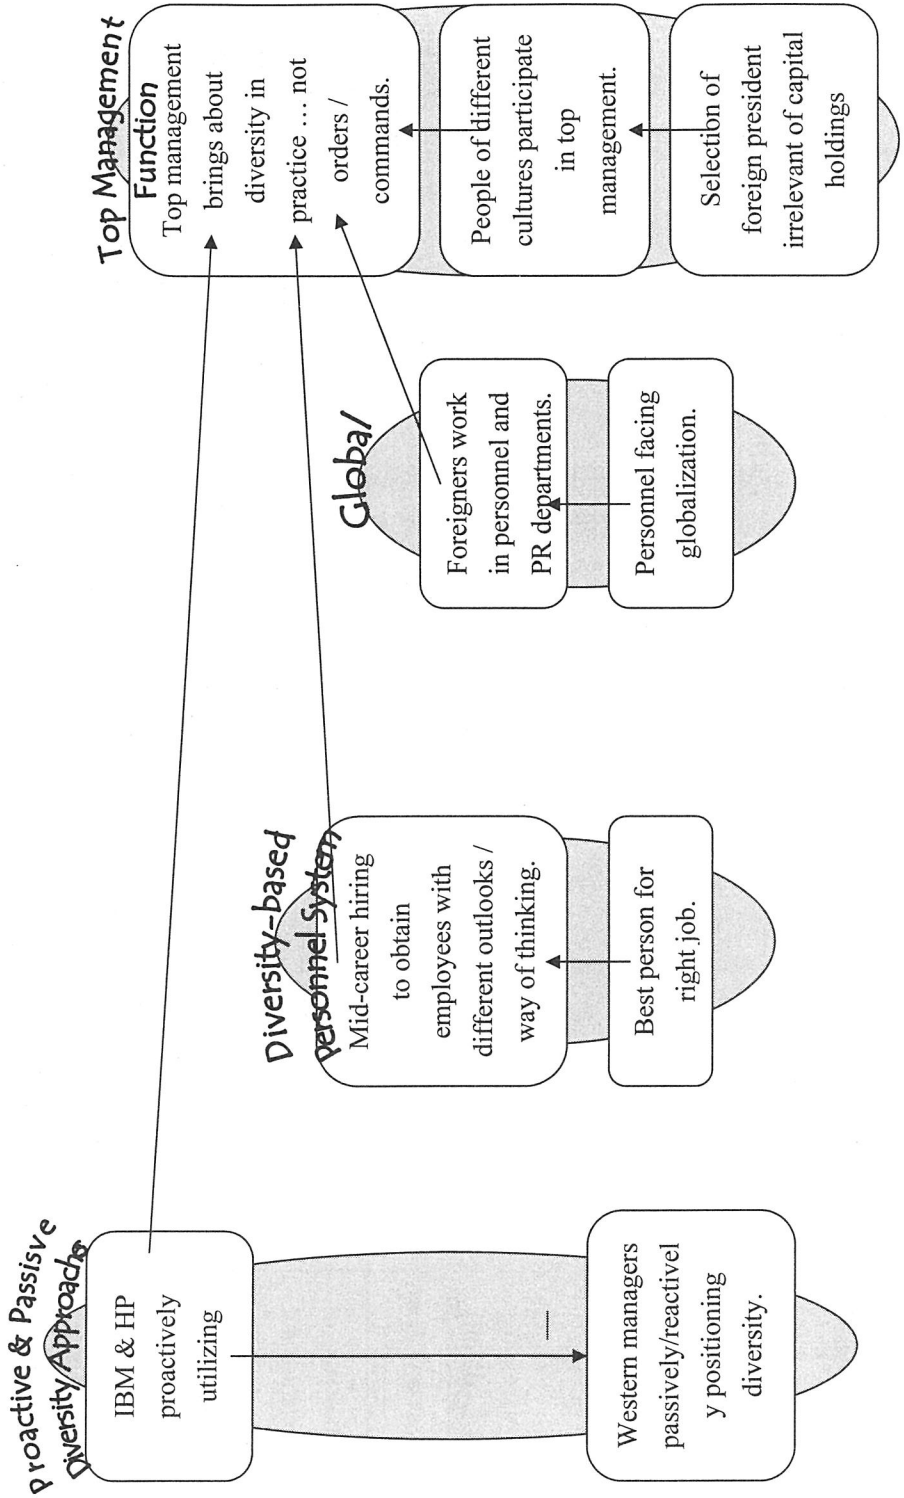 Proactive & Passisve
Diversity Approachs
IBM & HP
proactively
utilizing
–
Western managers
passively/reactivel
y positioning
diversity.
Diversity-based
personnel system
Mid-career hiring
to obtain
employees with
different outlooks /
way of thinking.
Best person for
right job.
Global
Foreigners work
in personnel and
PR departments.
Personnel facing
globalization.
Top Management
Function
Top management
brings about
diversity in
practice … not
orders /
commands.
People of different
cultures participate
in top
management.
Selection of
foreign president
irrelevant of capital
holdings